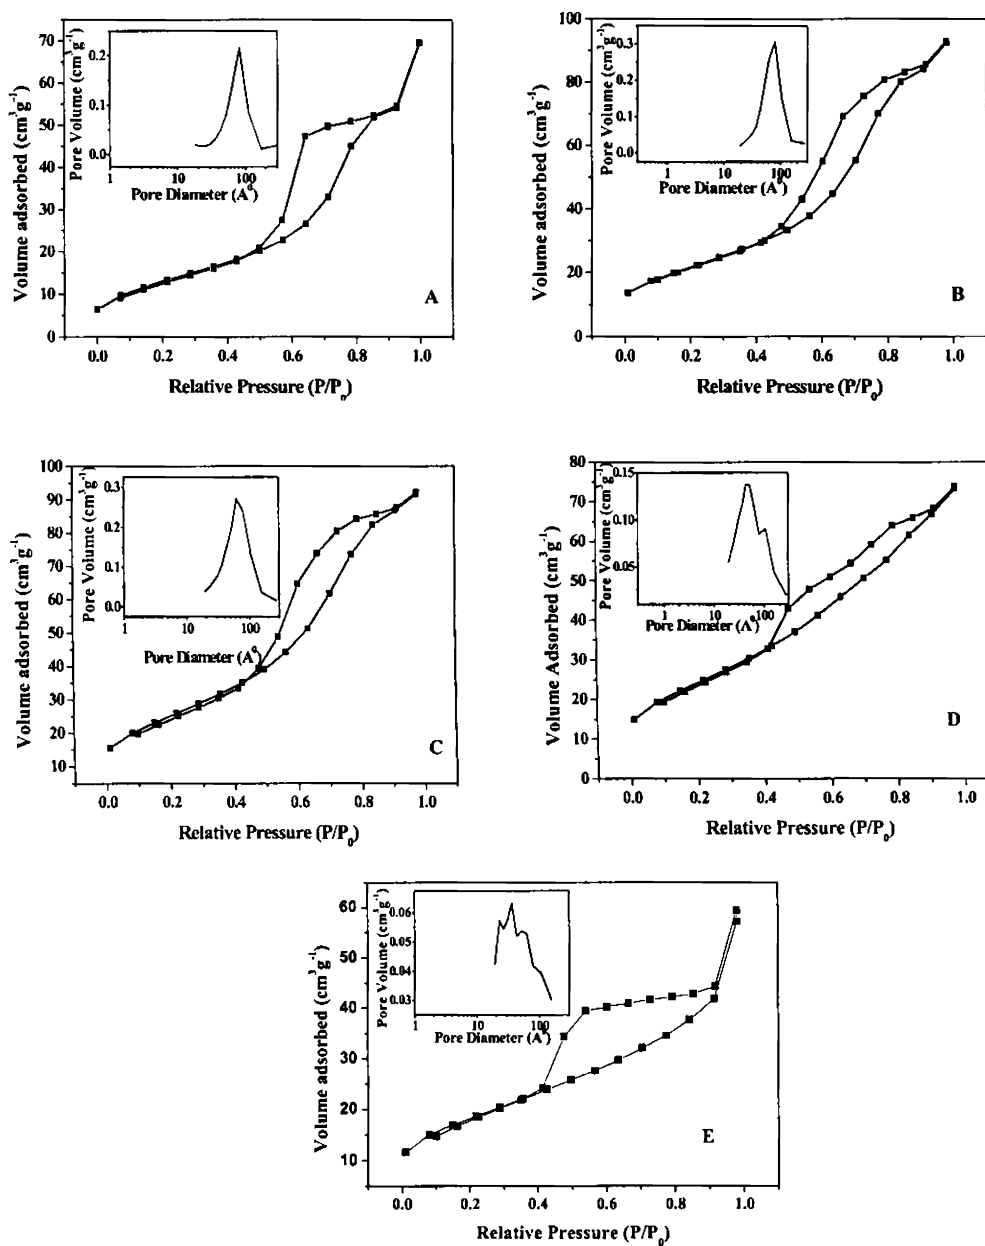 Volume adsorbed (cm³g⁻¹)
70
60
50
40
30
20
10
0
0.0 0.2 0.4 0.6 0.8 1.0
Relative Pressure (P/P₀)
A
Pore Volume (cm³g⁻¹)
0.2
0.1
0.0
1 10 100
Pore Diameter (A⁰)
Volume adsorbed (cm³g⁻¹)
100
80
60
40
20
0
0.0 0.2 0.4 0.6 0.8 1.0
Relative Pressure (P/P₀)
B
Pore Volume (cm³g⁻¹)
0.3
0.2
0.1
0.0
1 10 100
Pore Diameter (A⁰)
Volume adsorbed (cm³g⁻¹)
100
90
80
70
60
50
40
30
20
10
0.0 0.2 0.4 0.6 0.8 1.0
Relative Pressure (P/P₀)
C
Pore Volume (cm³g⁻¹)
0.3
0.2
0.1
0.0
1 10 100
Pore Diameter (A⁰)
Volume Adsorbed (cm³g⁻¹)
80
70
60
50
40
30
20
10
0
0.0 0.2 0.4 0.6 0.8 1.0
Relative Pressure (P/P₀)
D
Pore Volume (cm³g⁻¹)
0.15
0.10
0.05
1 10 100
Pore Diameter (A⁰)
Volume adsorbed (cm³g⁻¹)
60
50
40
30
20
10
0.0 0.2 0.4 0.6 0.8 1.0
Relative Pressure (P/P₀)
E
Pore Volume (cm³g⁻¹)
0.06
0.05
0.04
0.03
1 10 100
Pore Diameter (A⁰)